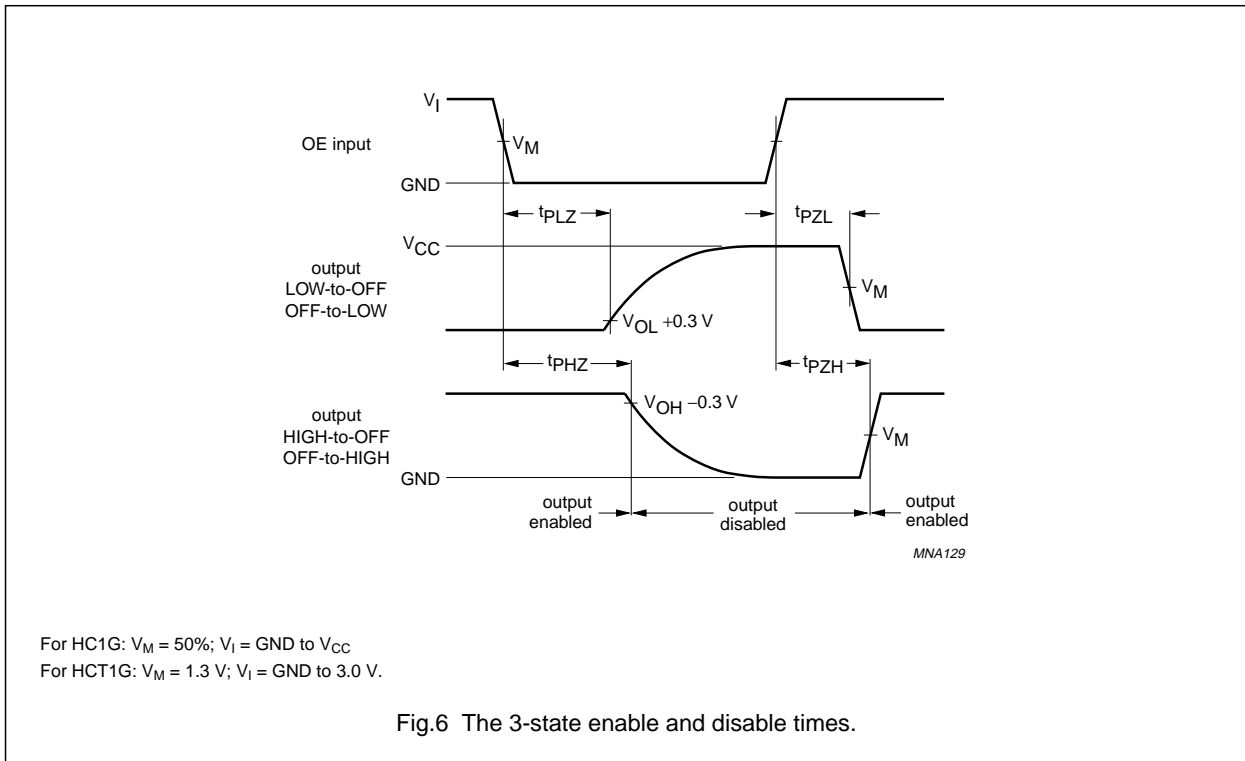 V_I
OE input
V_M
GND
t_PLZ
t_PZL
V_CC
output
LOW-to-OFF
OFF-to-LOW
V_M
V_OL +0.3 V
t_PHZ
t_PZH
output
HIGH-to-OFF
OFF-to-HIGH
V_OH −0.3 V
V_M
GND
output
enabled
output
disabled
output
enabled
MNA129
For HC1G: V_M = 50%; V_I = GND to V_CC
For HCT1G: V_M = 1.3 V; V_I = GND to 3.0 V.
Fig.6 The 3-state enable and disable times.